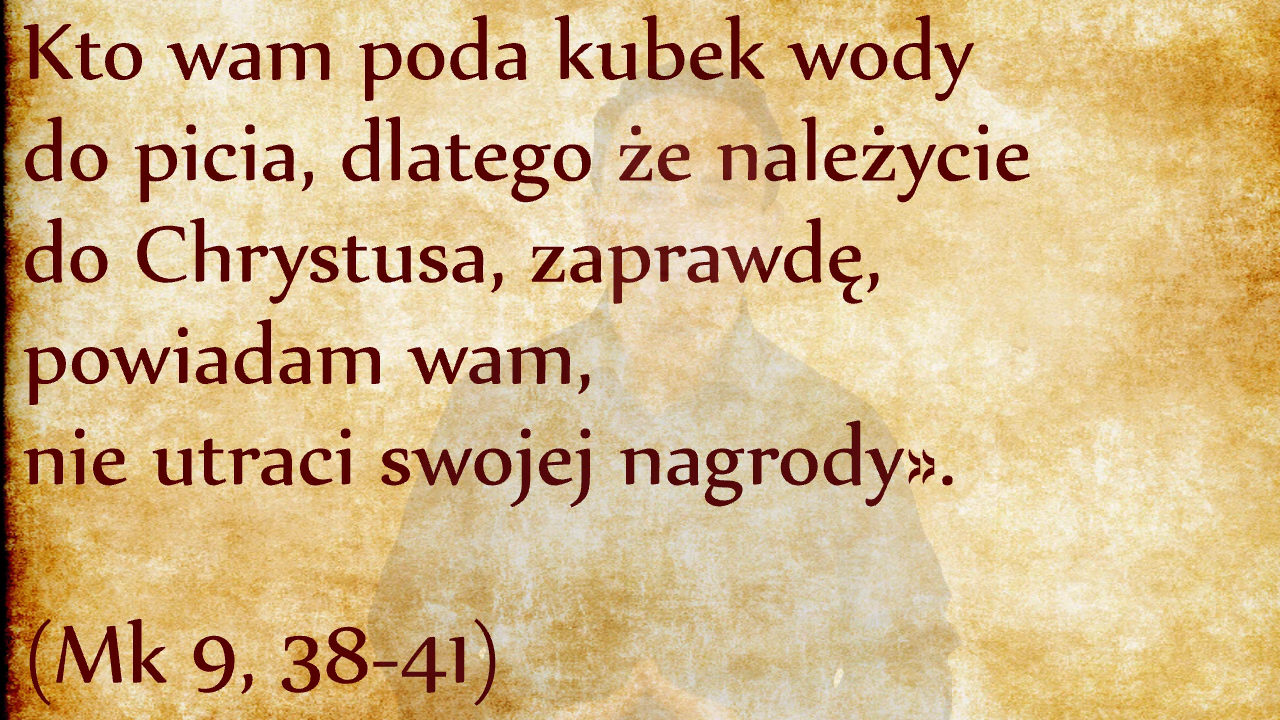 Kto wam poda kubek wody
do picia, dlatego że należycie
do Chrystusa, zaprawdę,
powiadam wam,
nie utraci swojej nagrody».
(Mk 9, 38-41)